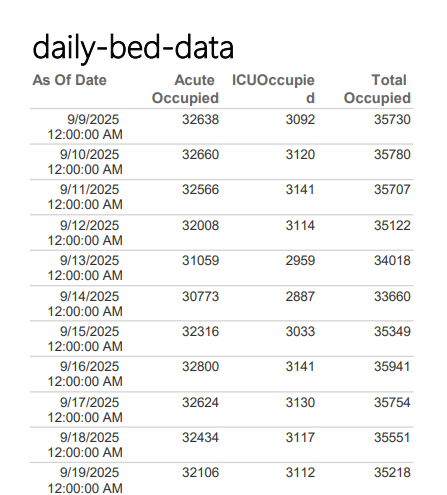 daily-bed-data
As Of Date Acute Occupied ICUOccupied Total Occupied
9/9/2025 12:00:00 AM 32638 3092 35730
9/10/2025 12:00:00 AM 32660 3120 35780
9/11/2025 12:00:00 AM 32566 3141 35707
9/12/2025 12:00:00 AM 32008 3114 35122
9/13/2025 12:00:00 AM 31059 2959 34018
9/14/2025 12:00:00 AM 30773 2887 33660
9/15/2025 12:00:00 AM 32316 3033 35349
9/16/2025 12:00:00 AM 32800 3141 35941
9/17/2025 12:00:00 AM 32624 3130 35754
9/18/2025 12:00:00 AM 32434 3117 35551
9/19/2025 12:00:00 AM 32106 3112 35218